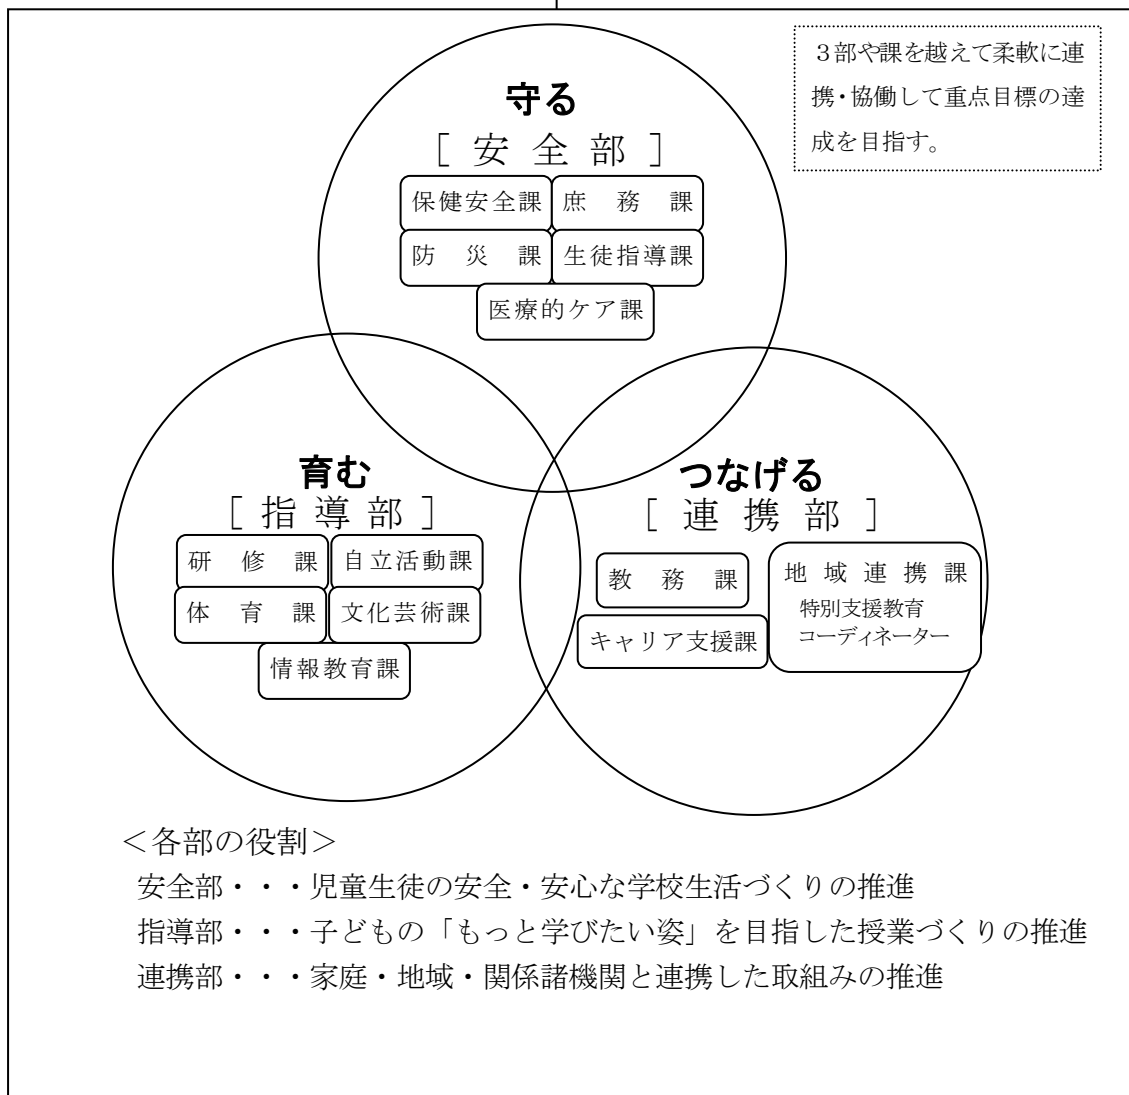 3部や課を越えて柔軟に連
携・協働して重点目標の達
成を目指す。
守る
[ 安 全 部 ]
保健安全課 庶 務 課
防 災 課 生徒指導課
医療的ケア課
育む
[ 指 導 部 ]
研 修 課 自立活動課
体 育 課 文化芸術課
情報教育課
つなげる
[ 連 携 部 ]
教 務 課
キャリア支援課
地 域 連 携 課
特別支援教育
コーディネーター
<各部の役割>
安全部・・・児童生徒の安全・安心な学校生活づくりの推進
指導部・・・子どもの「もっと学びたい姿」を目指した授業づくりの推進
連携部・・・家庭・地域・関係諸機関と連携した取組みの推進